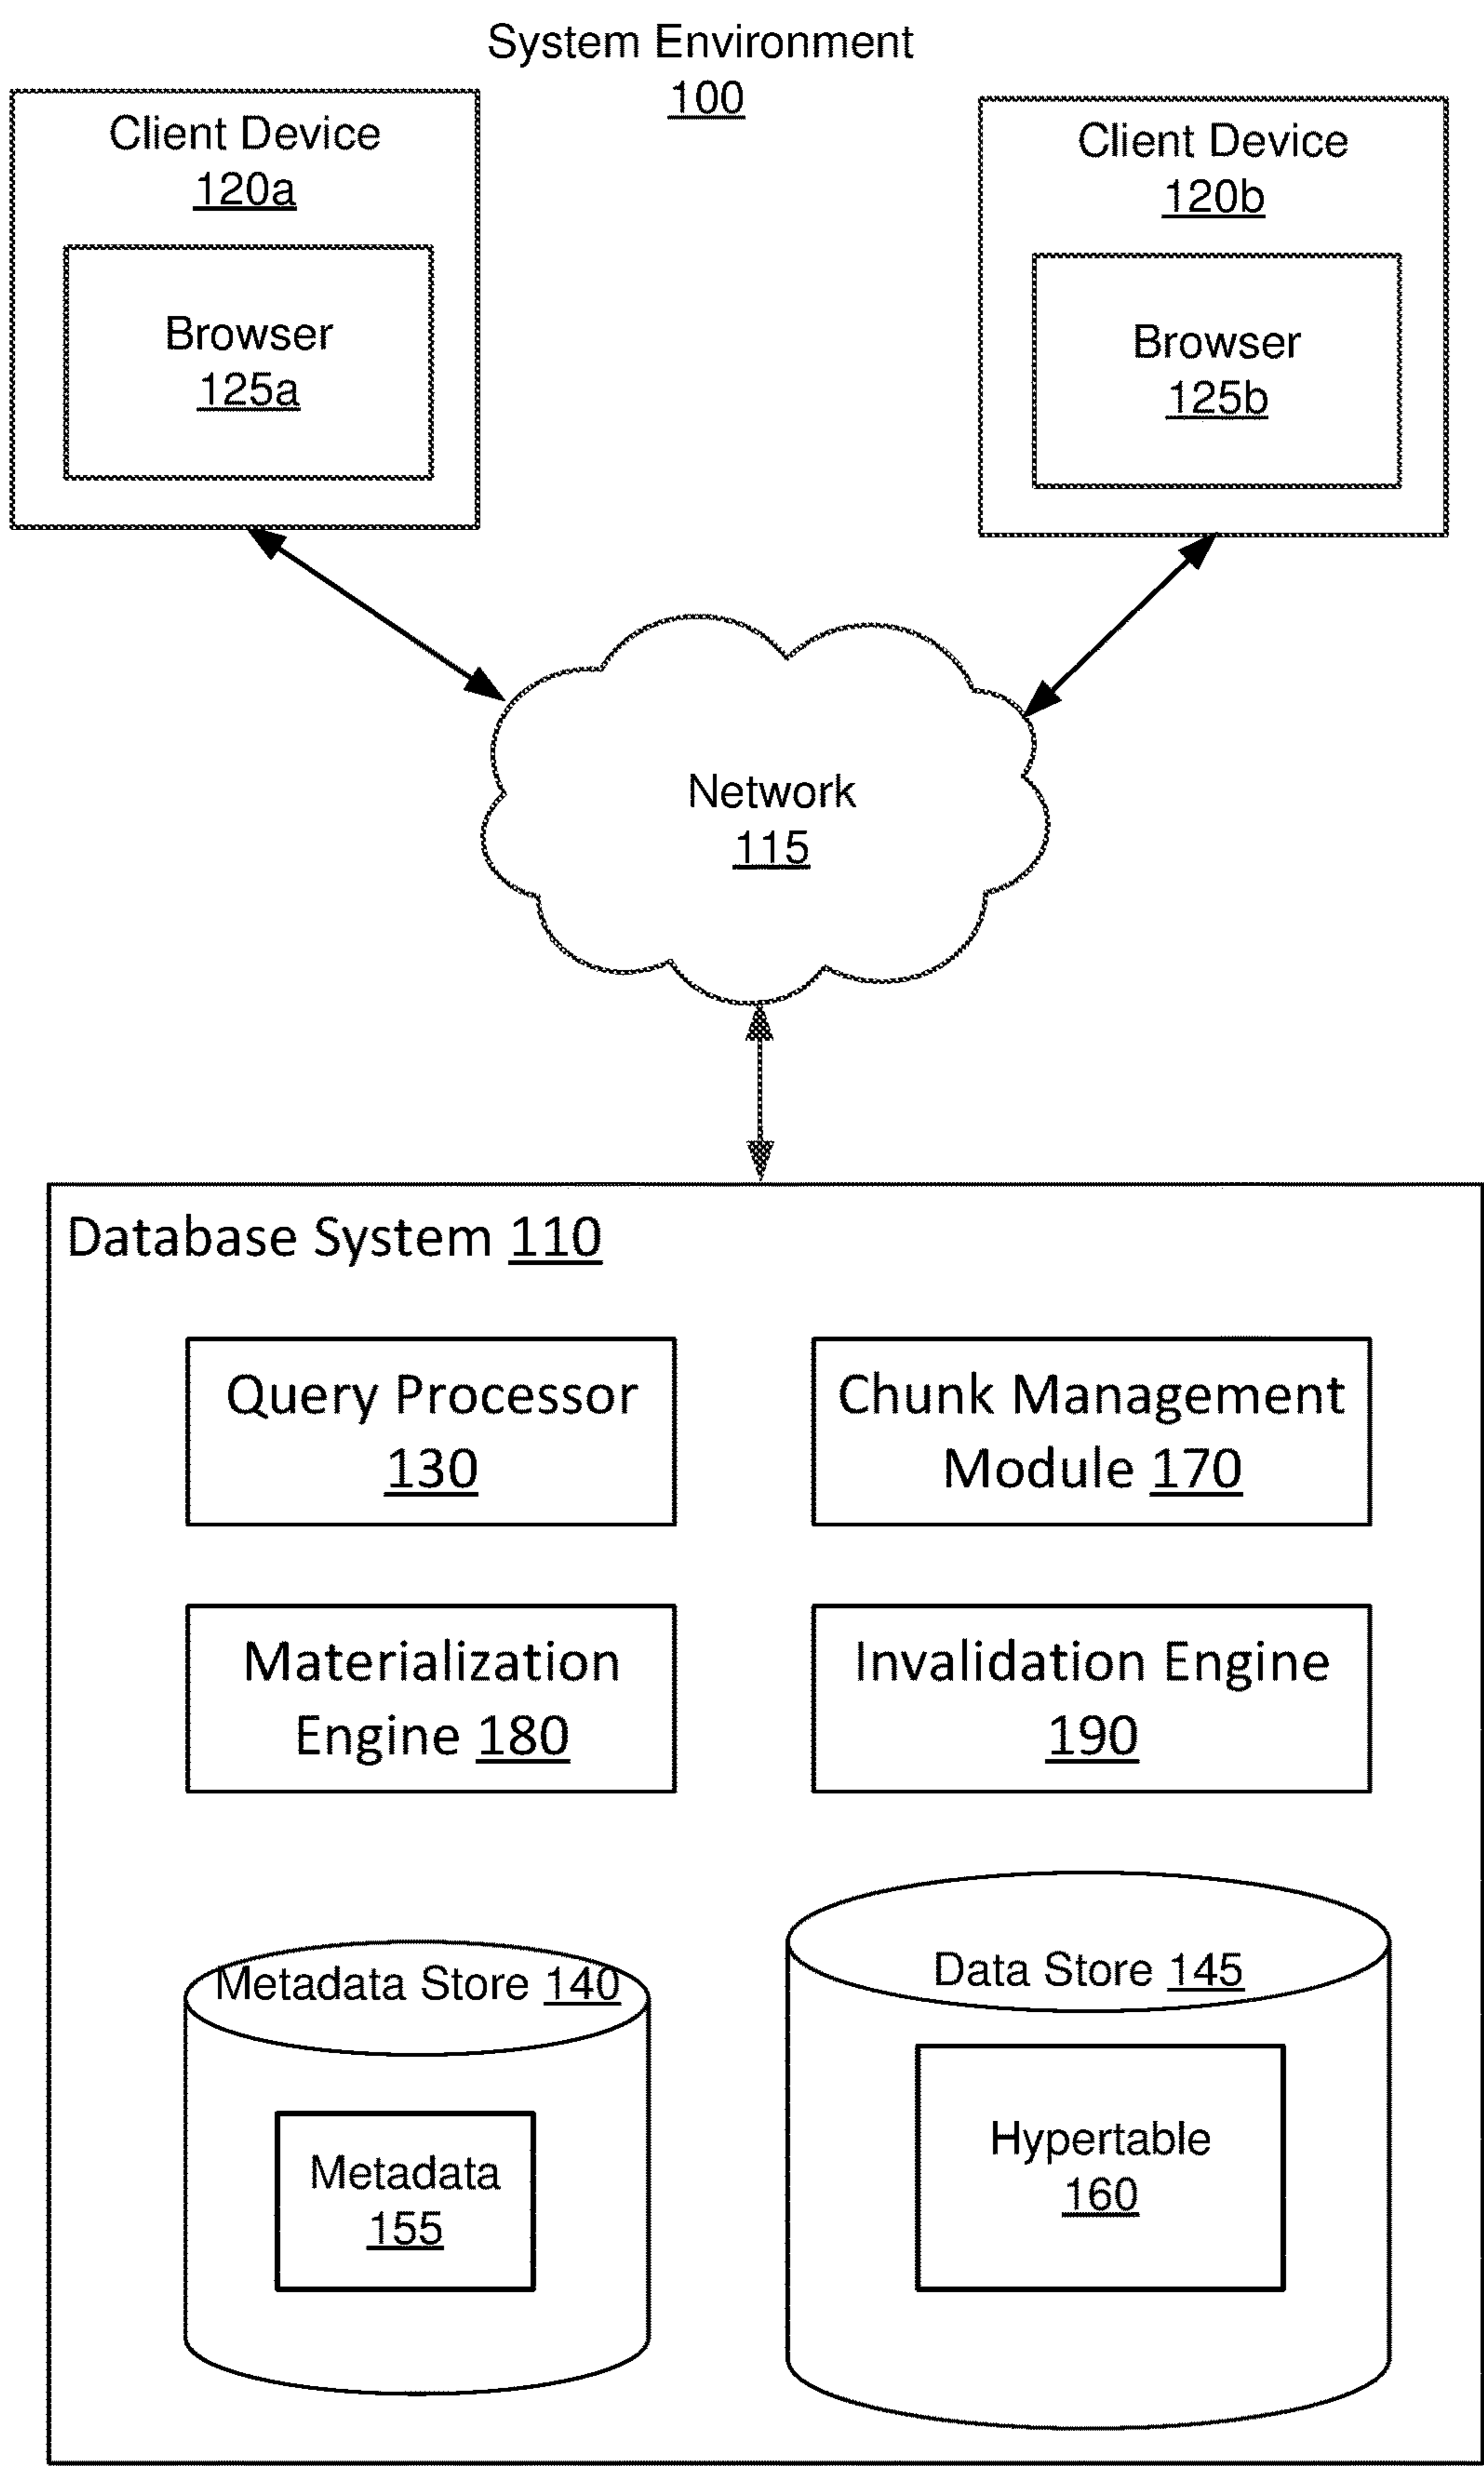 System Environment
100
Client Device
120a
Browser
125a
Client Device
120b
Browser
125b
Network
115
Database System 110
Query Processor
130
Chunk Management
Module 170
Materialization
Engine 180
Invalidation Engine
190
Metadata Store 140
Metadata
155
Data Store 145
Hypertable
160